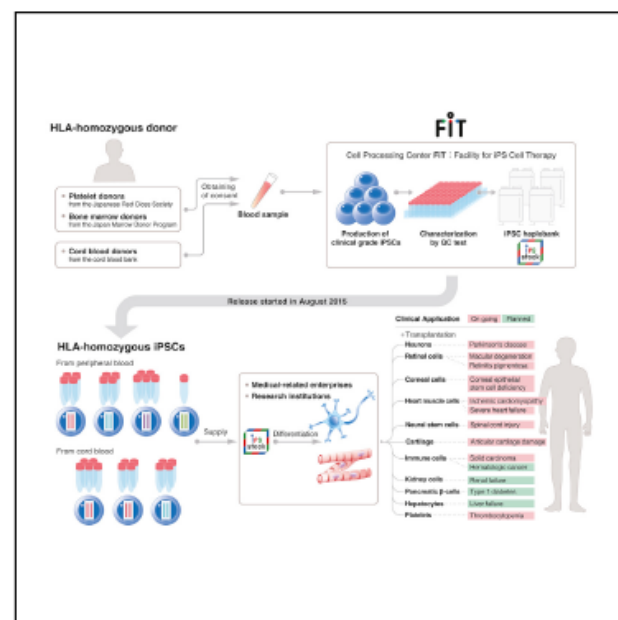 HLA-homozygous donor
Platelet donors
from the Japanese Red Cross Society
Bone marrow donors
from the Japan Marrow Donor Program
Cord blood donors
from the cord blood bank
Obtaining
of consent
Blood sample
FiT
Cell Processing Center FiT : Facility for iPS Cell Therapy
Production of
clinical grade iPSCs
Characterization
by QC test
iPSC haplobank
iPS
stock
Release started in August 2015
HLA-homozygous iPSCs
From peripheral blood
From cord blood
Supply
Medical-related enterprises
Research institutions
iPS
stock
Differentiation
Clinical Application On going Planned
Transplantation
Neurons Parkinson's disease
Retinal cells Macular degeneration
Retinitis pigmentosa
Corneal cells Corneal epithelial
stem cell deficiency
Heart muscle cells Ischemic cardiomyopathy
Severe heart failure
Neural stem cells Spinal cord injury
Cartilage Articular cartilage damage
Immune cells Solid carcinoma
Hematologic cancer
Kidney cells Renal failure
Pancreatic β-cells Type 1 diabetes
Hepatocytes Liver failure
Platelets Thrombocytopenia